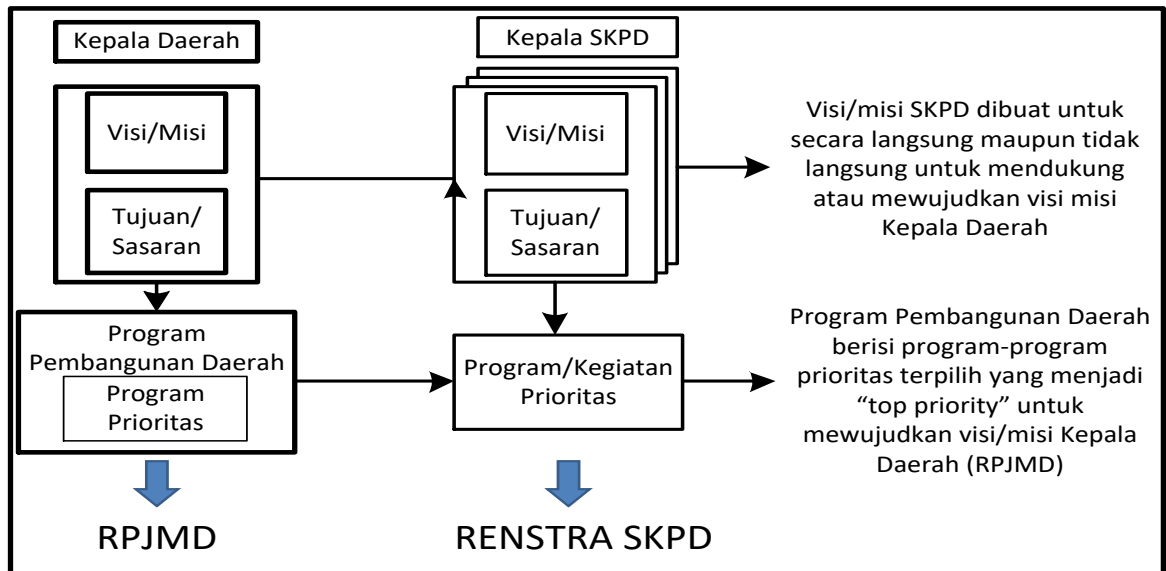 Kepala Daerah
Visi/Misi
Tujuan/
Sasaran
Program
Pembangunan Daerah
Program
Prioritas
RPJMD
Kepala SKPD
Visi/Misi
Tujuan/
Sasaran
Program/Kegiatan
Prioritas
RENSTRA SKPD
Visi/misi SKPD dibuat untuk
secara langsung maupun tidak
langsung untuk mendukung
atau mewujudkan visi misi
Kepala Daerah
Program Pembangunan Daerah
berisi program-program
prioritas terpilih yang menjadi
“top priority” untuk
mewujudkan visi/misi Kepala
Daerah (RPJMD)